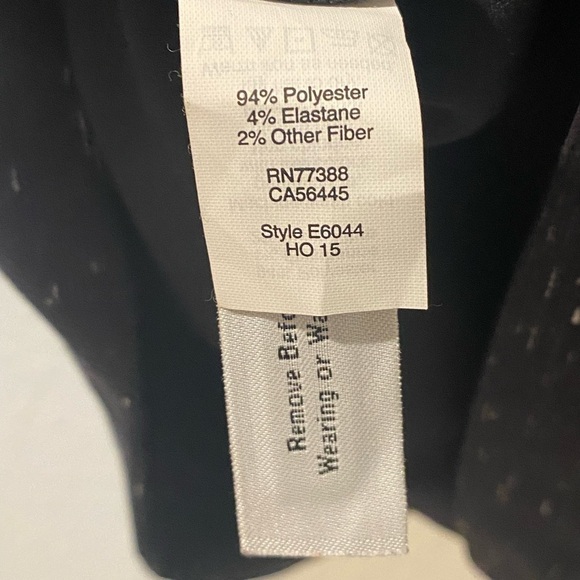 94% Polyester
4% Elastane
2% Other Fiber
RN77388
CA56445
Style E6044
HO 15
Remove Befo
Wearing or Wa